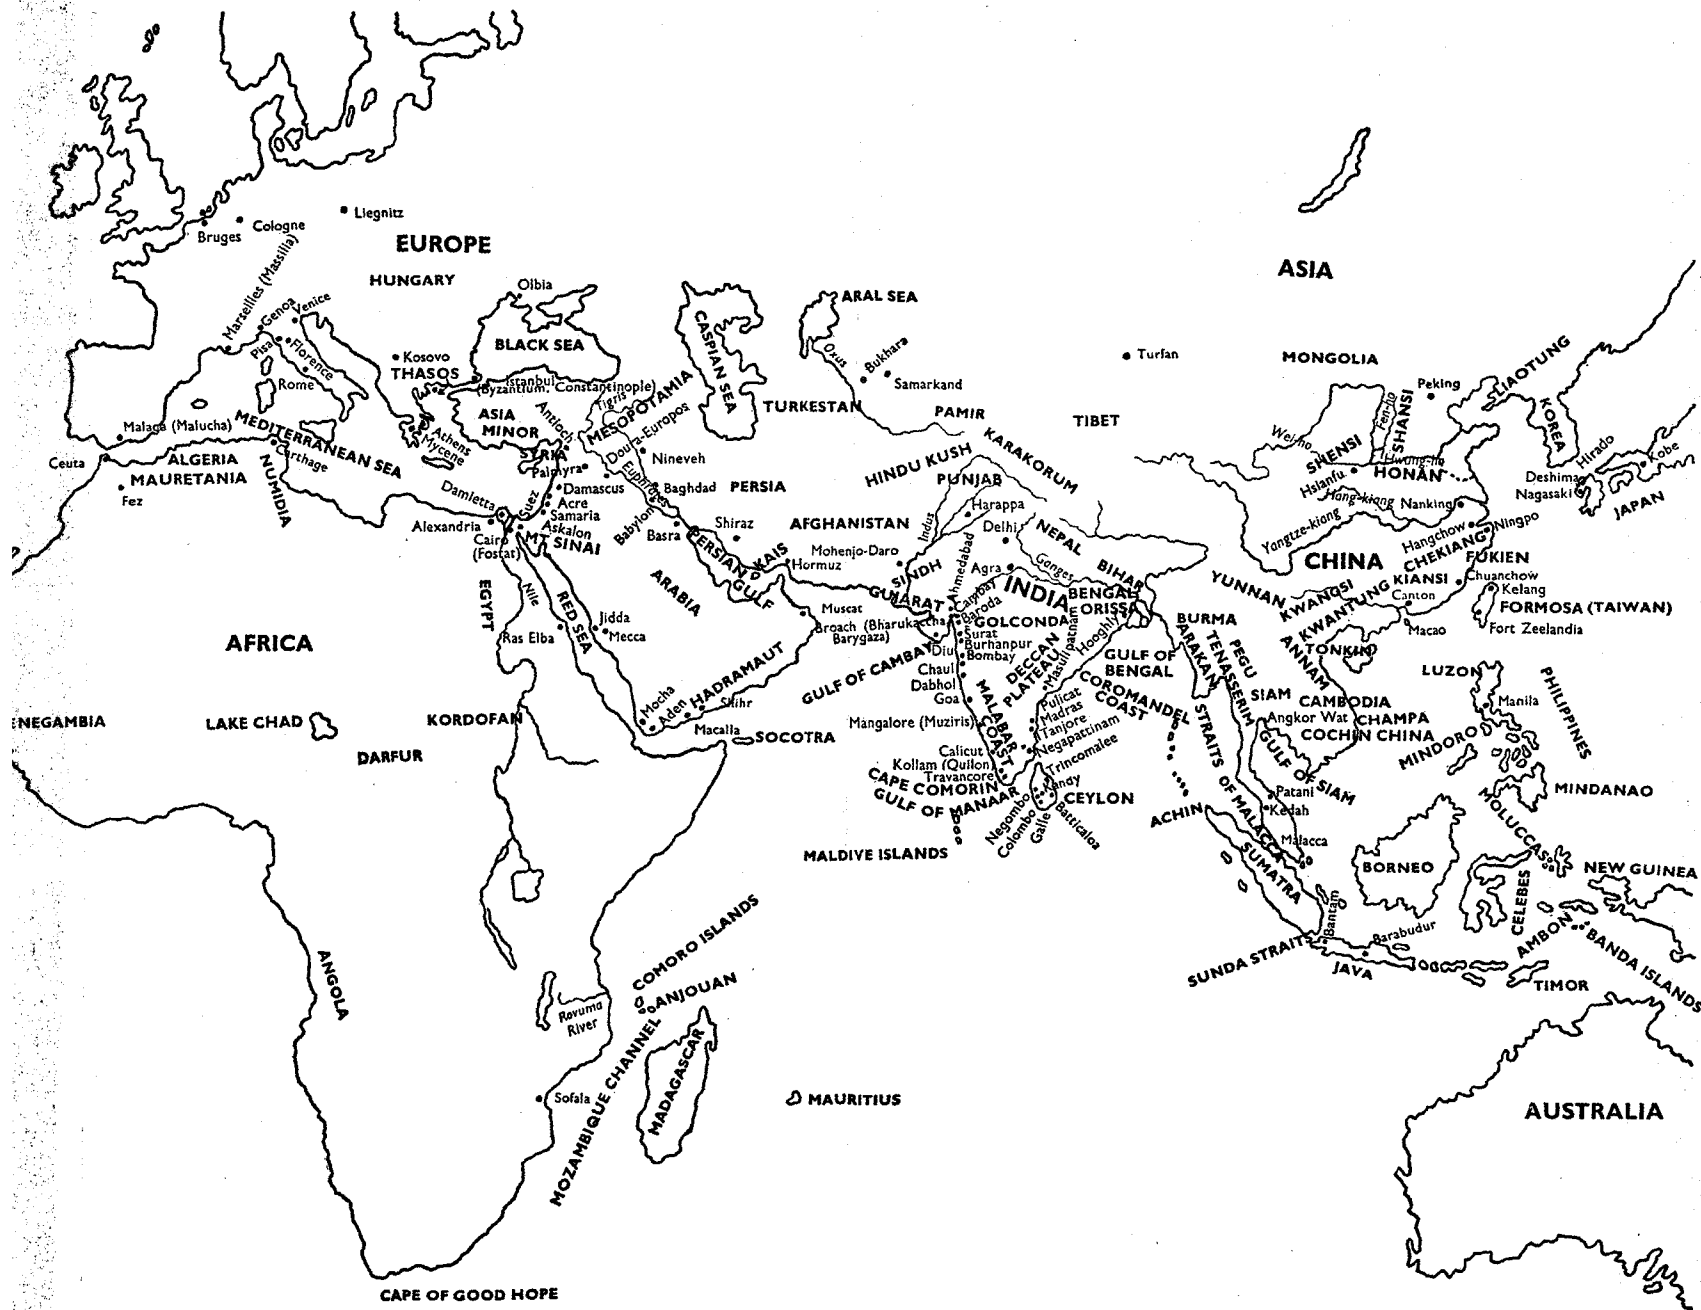 Liegnitz
Cologne
Bruges
EUROPE
ASIA
HUNGARY
Marseilles (Massilia)
Genoa
Venice
Pisa
Florence
Rome
Olbia
BLACK SEA
CASPIAN SEA
ARAL SEA
Oxus
Bukhara
Samarkand
Turfan
MONGOLIA
LIAOTUNG
Kosovo
THASOS
Istanbul
(Byzantium, Constantinople)
Tigris
MESOPOTAMIA
TURKESTAN
PAMIR
TIBET
Peking
KOREA
Fen-ho
SHANSI
Wei-ho
SHENSI
Hwang-ho
Hsianfu
HONAN
Hirado
Kobe
Deshima
Nagasaki
JAPAN
Malaga (Malucha)
MEDITERRANEAN SEA
Athens
Mycene
ASIA
MINOR
Antioch
SYRIA
Doura-Europos
Palmyra
Nineveh
Euphrates
Ceuta
ALGERIA
MAURETANIA
Fez
Carthage
NUMIDIA
Damietta
Suez
Damascus
Acre
Samaria
Askalon
Alexandria
Cairo
(Fostat)
MT SINAI
Baghdad
PERSIA
Babylon
Basra
Shiraz
PERSIAN
GULF
KAIS
Hormuz
HINDU KUSH
KARAKORUM
PUNJAB
Harappa
AFGHANISTAN
Indus
Delhi
NEPAL
Mohenjo-Daro
SINDH
Ahmedabad
Agra
Ganges
BIHAR
INDIA
BENGAL
ORISSA
Hang-kiang
Nanking
Yangtze-kiang
Hangchow
Ningpo
CHEKIANG
CHINA
FUKIEN
YUNNAN
KWANGSI
KWANTUNG
KIANSI
Chuanchow
Canton
Kelang
FORMOSA (TAIWAN)
Fort Zeelandia
Macao
EGYPT
Nile
RED SEA
ARABIA
Ras Elba
Jidda
Mecca
Muscat
GUJARAT
Cambay
Baroda
Broach (Bharukaccha
Barygaza)
GOLCONDA
Surat
Diu
Burhanpur
Bombay
GULF OF CAMBAY
Chaul
Dabhol
Goa
DECCAN
PLATEAU
Masulipatnam
Hooghly
GULF OF
BENGAL
BURMA
ARAKAN
PEGU
TENASSERIM
TONKIN
ANNAM
SIAM
CAMBODIA
Angkor Wat
CHAMPA
COCHIN CHINA
LUZON
Manila
PHILIPPINES
MINDORO
MINDANAO
AFRICA
ENEGAMBIA
LAKE CHAD
KORDOFAN
DARFUR
Mocha
Aden
HADRAMAUT
Shihr
Macalla
SOCOTRA
Mangalore (Muziris)
MALABAR
COAST
COROMANDEL
COAST
Pulicat
Madras
Tanjore
Negapattinam
Trincomalee
Calicut
Kollam (Quilon)
Travancore
CAPE COMORIN
GULF OF MANAAR
Kandy
CEYLON
Negombo
Colombo
Galle
Batticaloa
MALDIVE ISLANDS
STRAITS OF MALACCA
GULF OF SIAM
Patani
Kedah
ACHIN
Malacca
SUMATRA
BORNEO
MOLUCCAS
CELEBES
NEW GUINEA
Bantam
Barabudur
SUNDA STRAITS
JAVA
AMBON
BANDA ISLANDS
TIMOR
ANGOLA
COMORO ISLANDS
ANJOUAN
Rovuma
River
MOZAMBIQUE CHANNEL
MADAGASCAR
Sofala
MAURITIUS
AUSTRALIA
CAPE OF GOOD HOPE